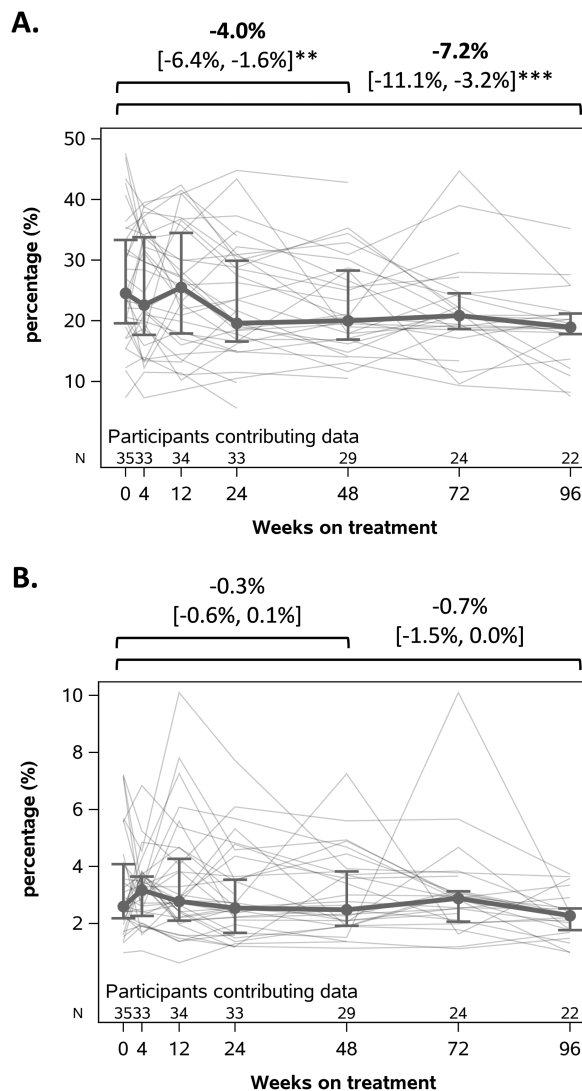 A.
-4.0%
[-6.4%, -1.6%]**
-7.2%
[-11.1%, -3.2%]***
percentage (%)
50
40
30
20
10
Participants contributing data
N 35 33 34 33 29 24 22
0 4 12 24 48 72 96
Weeks on treatment
B.
-0.3%
[-0.6%, 0.1%]
-0.7%
[-1.5%, 0.0%]
percentage (%)
10
8
6
4
2
Participants contributing data
N 35 33 34 33 29 24 22
0 4 12 24 48 72 96
Weeks on treatment